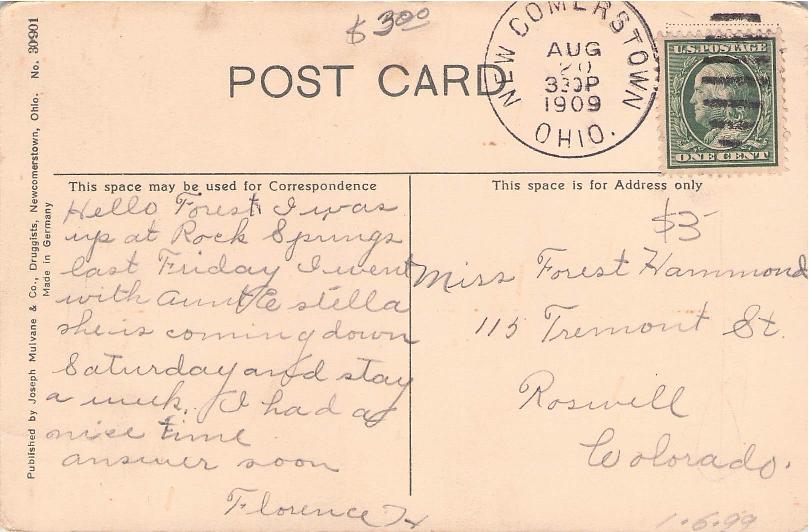 $ 3.00
POST CARD
NEW COMERSTOWN
AUG
20
330P
1909
OHIO.
U.S. POSTAGE
ONE CENT
Published by Joseph Mulvane & Co., Druggists, Newcomerstown, Ohio. No. 30901
Made in Germany
This space may be used for Correspondence
Hello Forest I was
up at Rock Springs
last Friday I went
with Aunt Estella
she is coming down
Saturday and stay
a week. I had a
nice time
answer soon
Florence H
This space is for Address only
$3-
Miss Forest Hammond
115 Tremont St.
Roswell
Colorado.
1-6-99